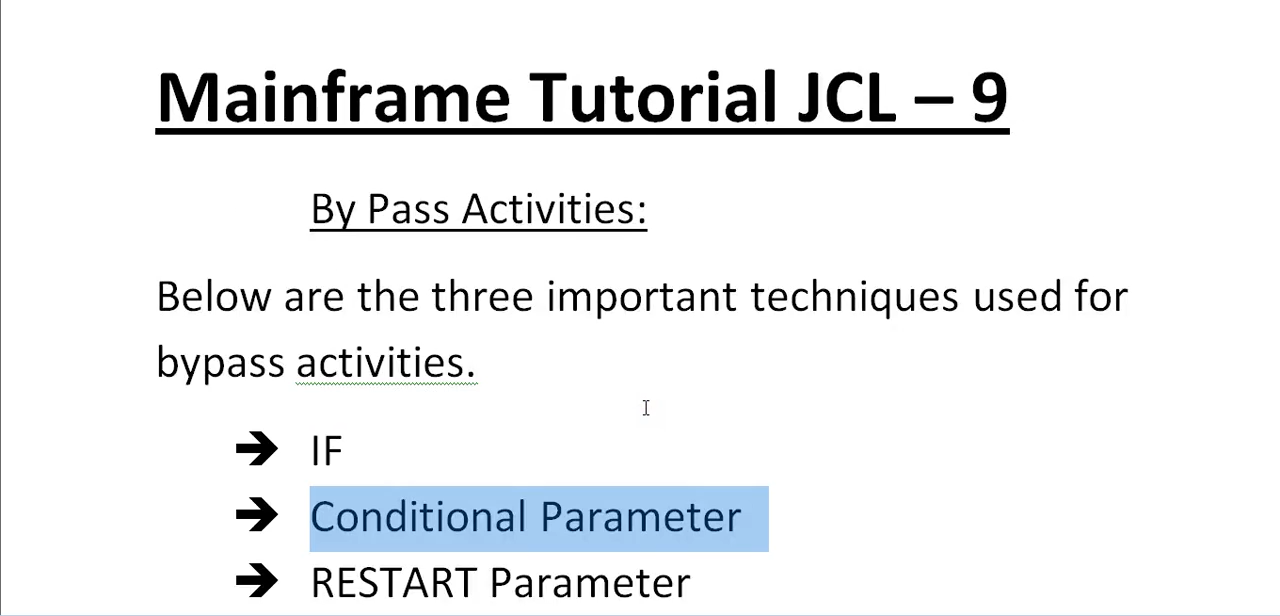 Mainframe Tutorial JCL – 9
By Pass Activities:
Below are the three important techniques used for
bypass activities.
➔ IF
➔ Conditional Parameter
➔ RESTART Parameter